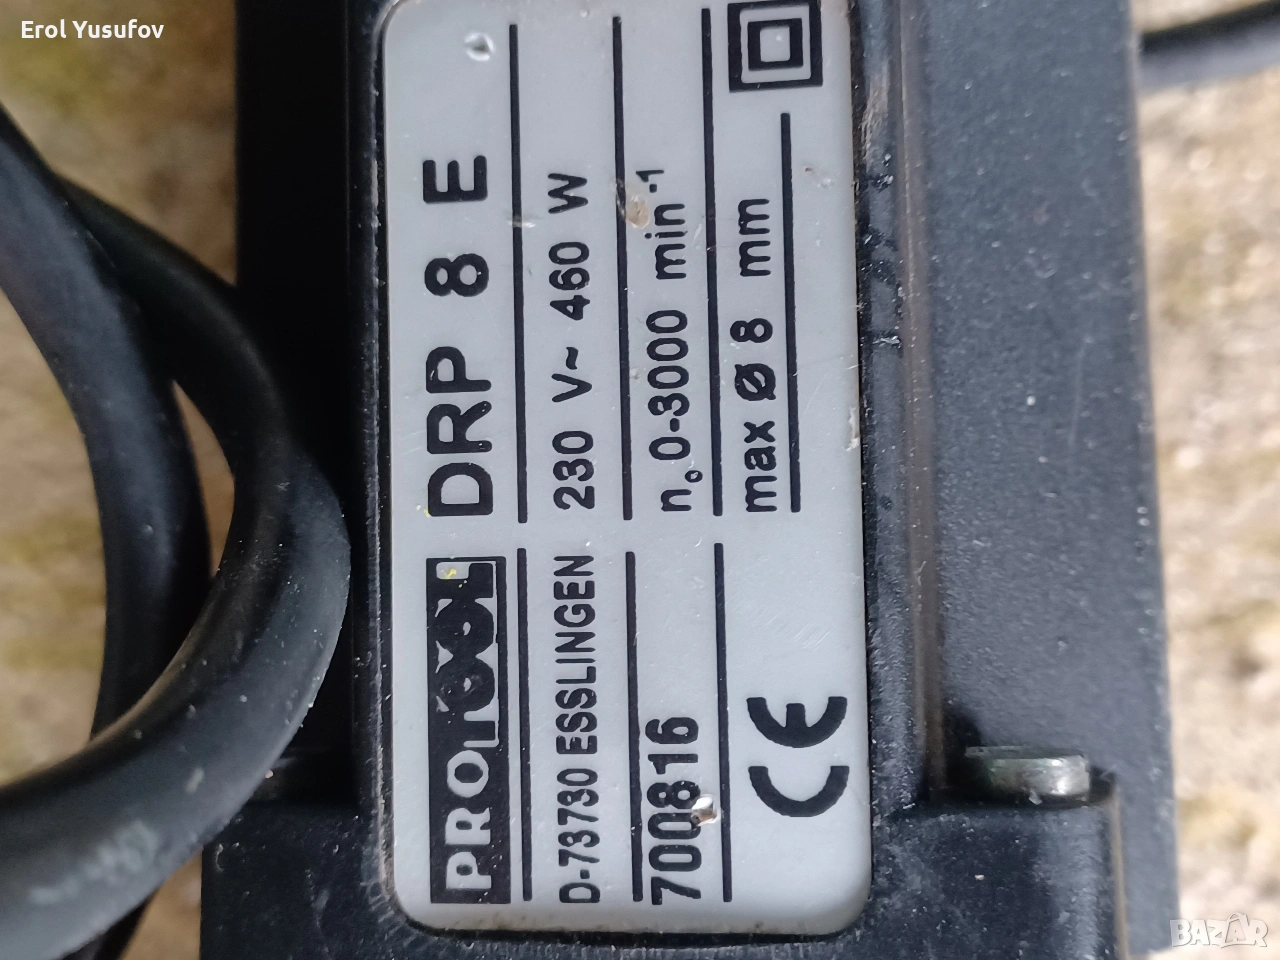 Erol Yusufov
PROTOOL DRP 8 E
D-73730 ESSLINGEN 230 V~ 460 W
700816 n₀ 0-3000 min⁻¹
CE max Ø 8 mm
BAZAR